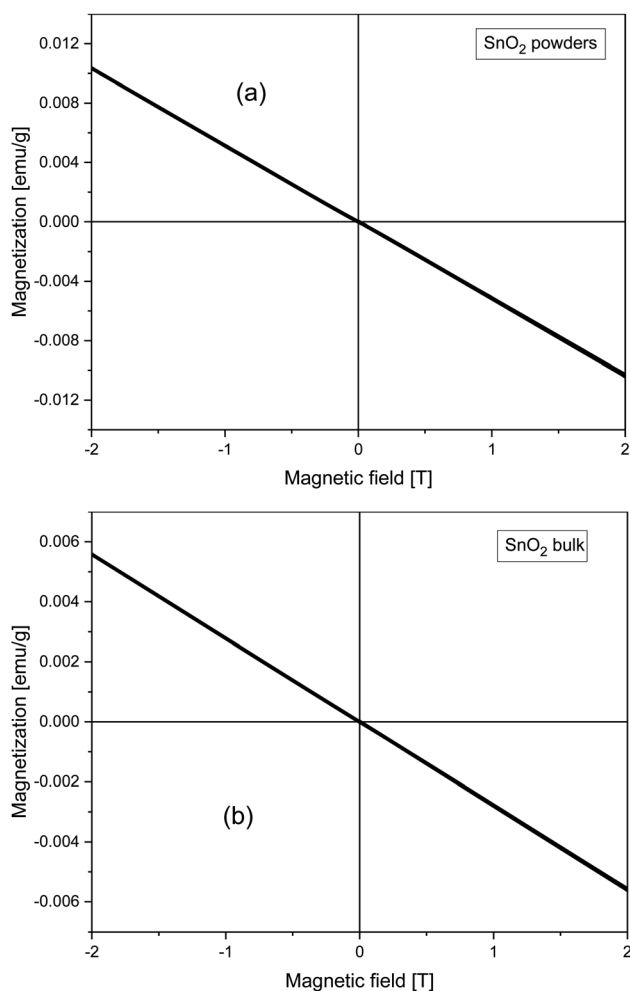 0.012
0.008
0.004
0.000
-0.004
-0.008
-0.012
Magnetization [emu/g]
SnO2 powders
(a)
-2 -1 0 1 2
Magnetic field [T]
0.006
0.004
0.002
0.000
-0.002
-0.004
-0.006
Magnetization [emu/g]
SnO2 bulk
(b)
-2 -1 0 1 2
Magnetic field [T]